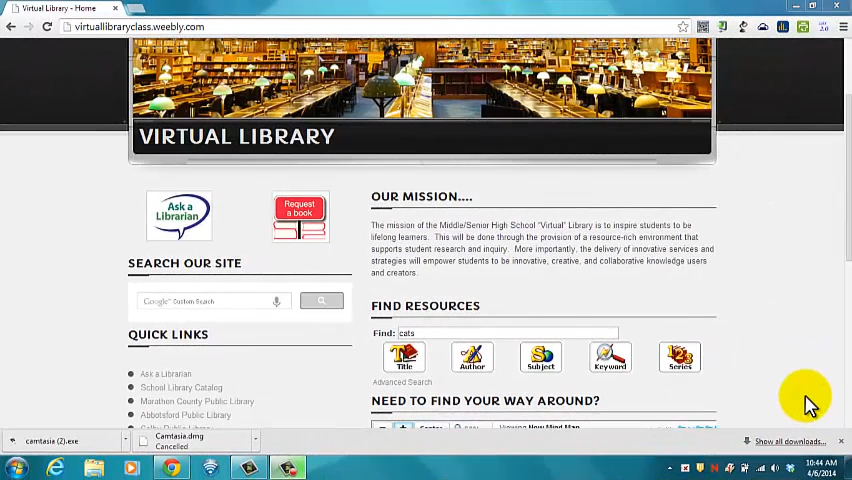 Virtual Library - Home
virtuallibraryclass.weebly.com
VIRTUAL LIBRARY
Ask a
Librarian
Request
a book
SEARCH OUR SITE
Google™ Custom Search
QUICK LINKS
Ask a Librarian
School Library Catalog
Marathon County Public Library
Abbotsford Public Library
OUR MISSION....
The mission of the Middle/Senior High School "Virtual" Library is to inspire students to be
lifelong learners. This will be done through the provision of a resource-rich environment that
supports student research and inquiry. More importantly, the delivery of innovative services and
strategies will empower students to be innovative, creative, and collaborative knowledge users
and creators.
FIND RESOURCES
Find: cats
Title
Author
Subject
Keyword
Series
Advanced Search
NEED TO FIND YOUR WAY AROUND?
Viewing New Mind Map
camtasia (2).exe
Camtasia.dmg
Cancelled
Show all downloads...
10:44 AM
4/6/2014